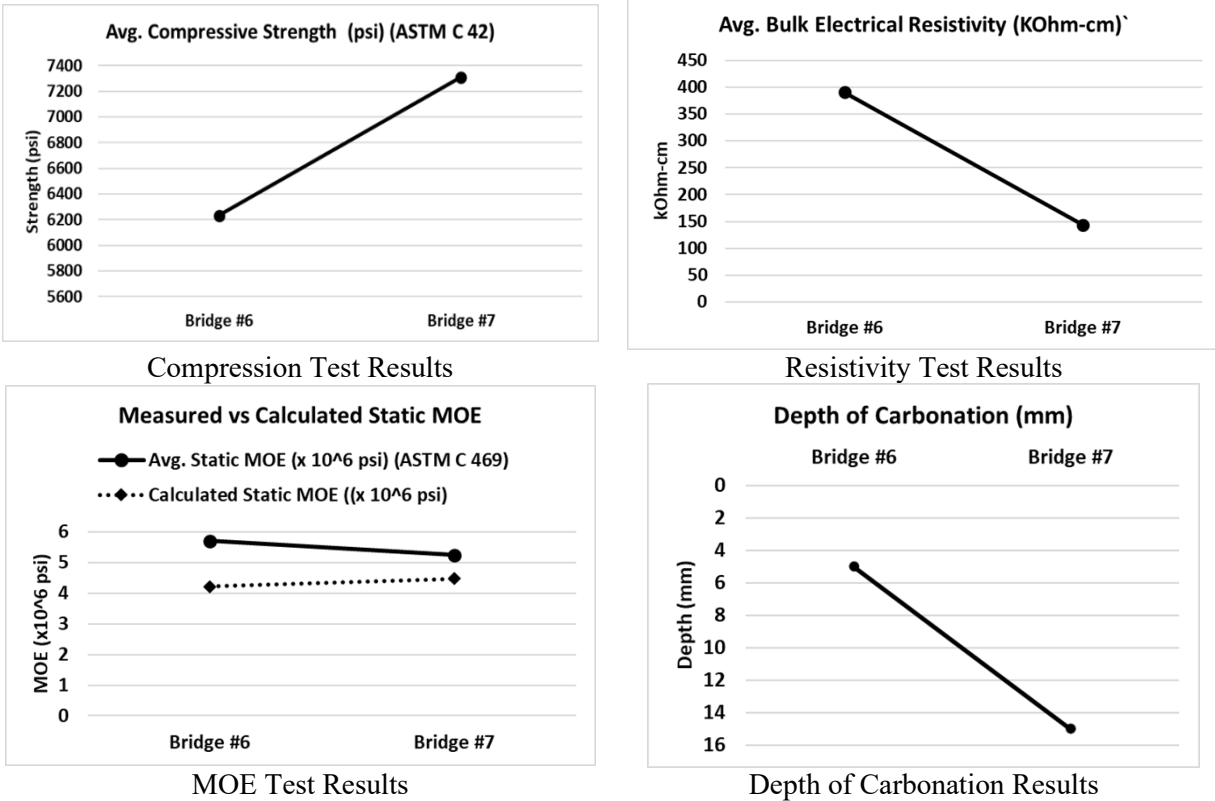 Avg. Compressive Strength (psi) (ASTM C 42)
7400
7200
7000
6800
6600
6400
6200
6000
5800
5600
Strength (psi)
Bridge #6 Bridge #7
Compression Test Results
Avg. Bulk Electrical Resistivity (KOhm-cm)`
450
400
350
300
250
200
150
100
50
0
kOhm-cm
Bridge #6 Bridge #7
Resistivity Test Results
Measured vs Calculated Static MOE
Avg. Static MOE (x 10^6 psi) (ASTM C 469)
Calculated Static MOE ((x 10^6 psi)
6
5
4
3
2
1
0
MOE (x10^6 psi)
Bridge #6 Bridge #7
MOE Test Results
Depth of Carbonation (mm)
Bridge #6 Bridge #7
0
2
4
6
8
10
12
14
16
Depth (mm)
Depth of Carbonation Results